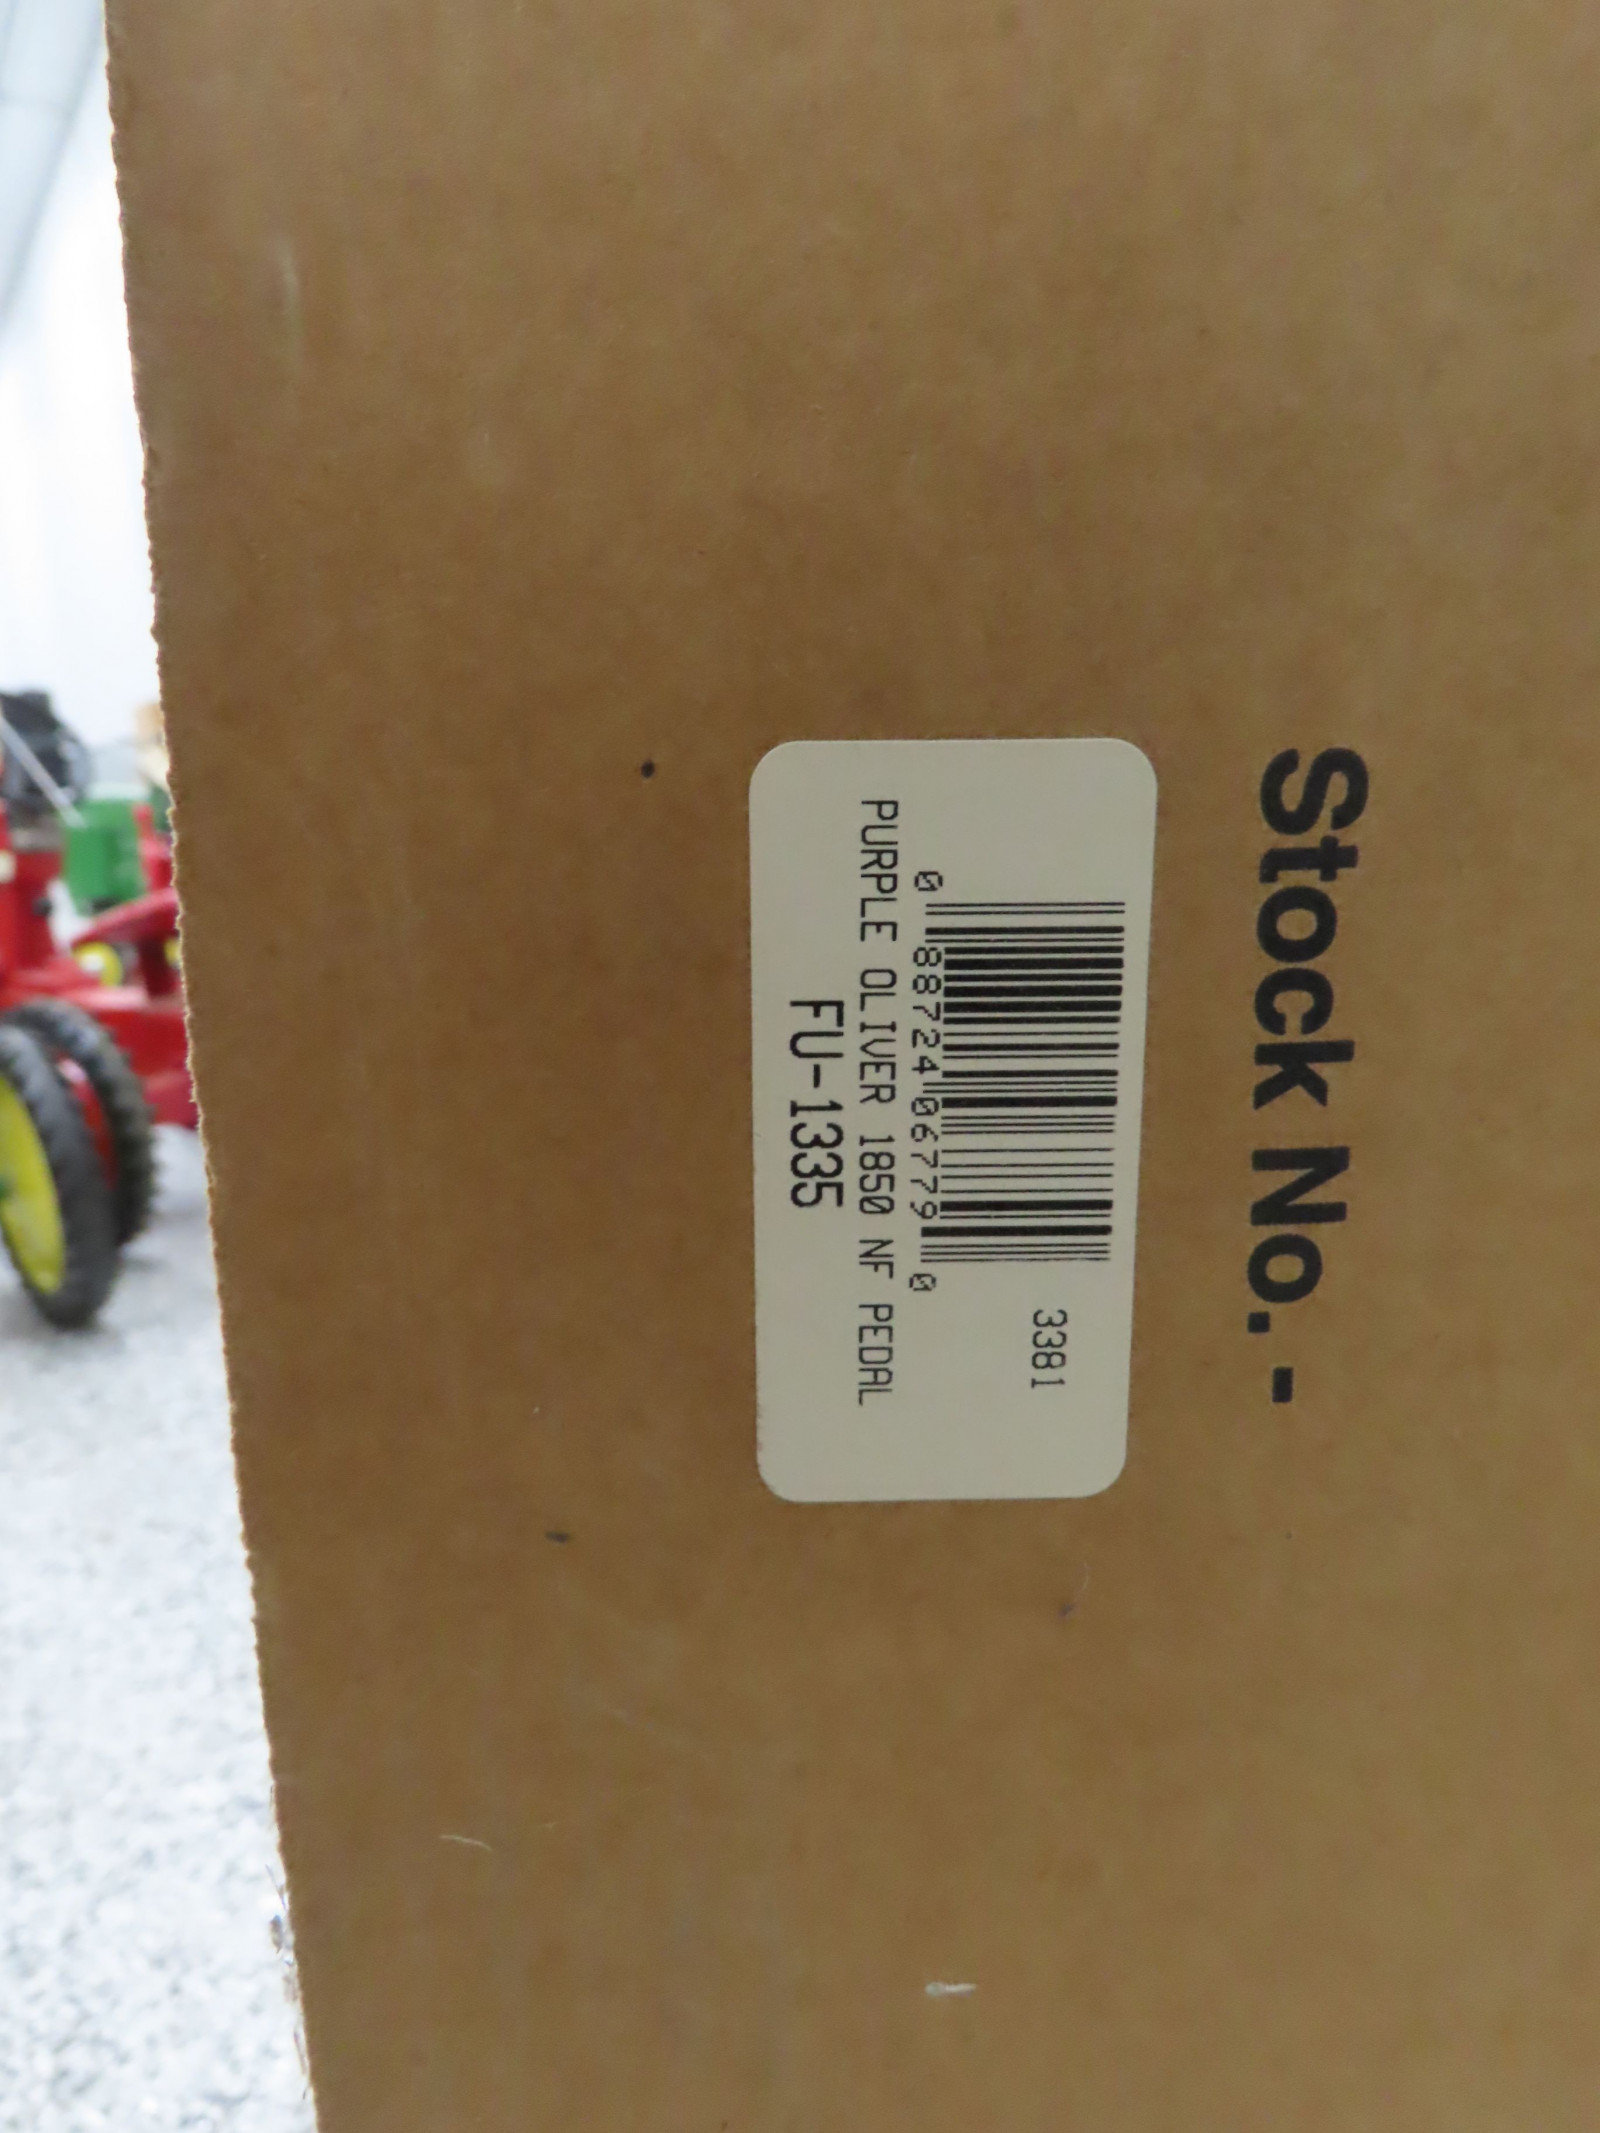 Stock No. -
3381
0 88724 06779 0
PURPLE OLIVER 1850 NF PEDAL
FU-1335